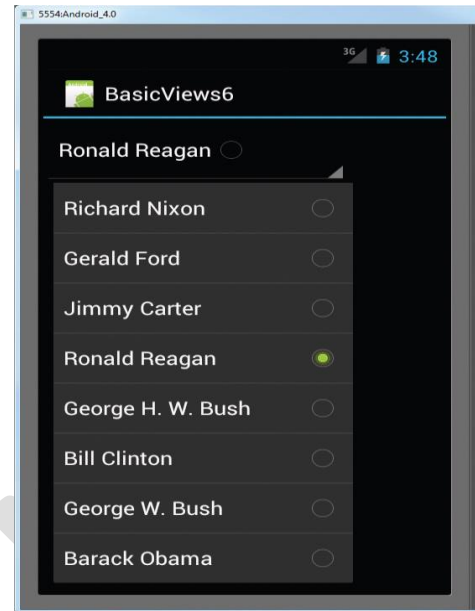 5554:Android_4.0
3G 3:48
BasicViews6
Ronald Reagan
Richard Nixon
Gerald Ford
Jimmy Carter
Ronald Reagan
George H. W. Bush
Bill Clinton
George W. Bush
Barack Obama